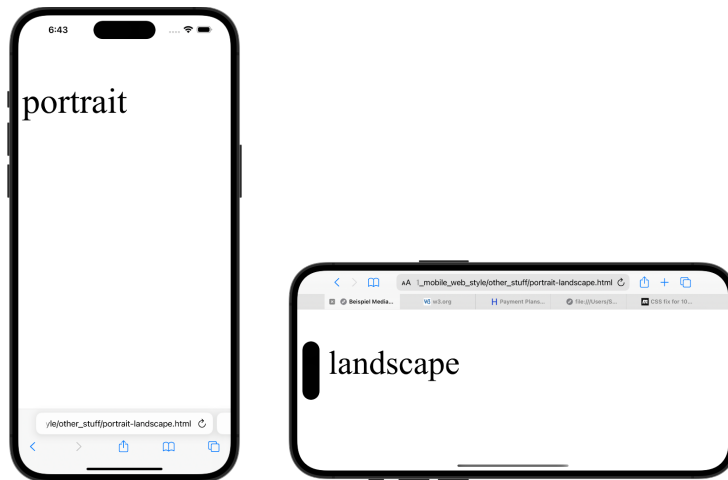 6:43
portrait
yle/other_stuff/portrait-landscape.html
AA _mobile_web_style/other_stuff/portrait-landscape.html
Beispiel Media... w3.org Payment Plans... file:///Users/S... CSS fix for 10...
landscape